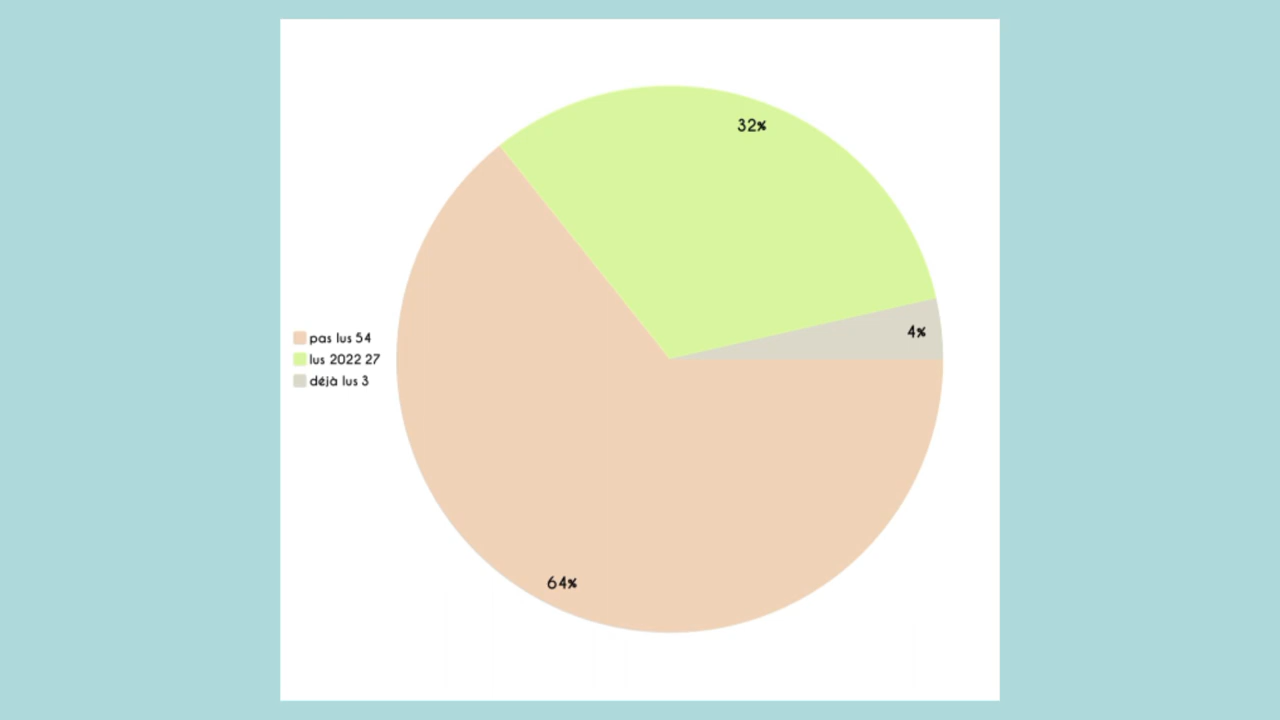 32%
4%
pas lus 54
lus 2022 27
déjà lus 3
64%